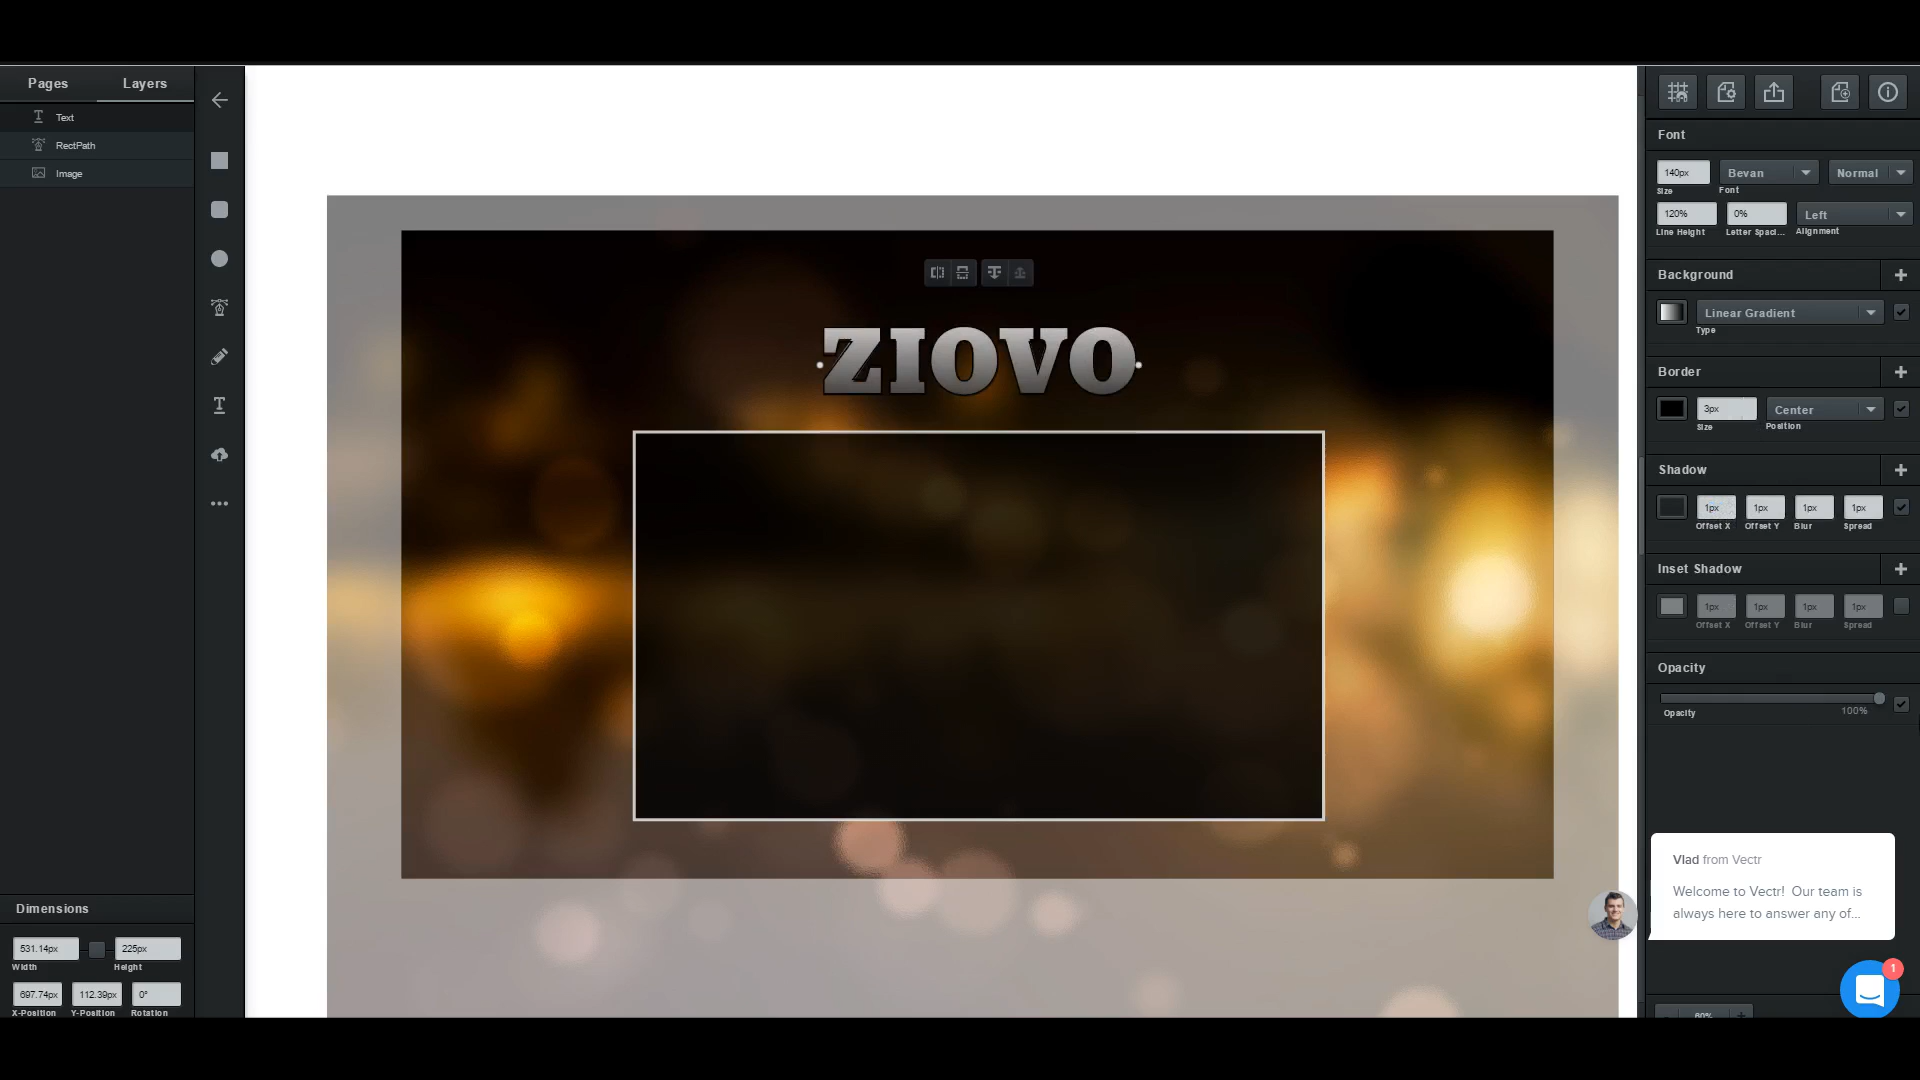 Pages Layers
Text
RectPath
Image
ZIOVO
Font
140px Bevan Normal
Size Font
120% 0% Left
Line Height Letter Spaci... Alignment
Background
Linear Gradient
Type
Border
3px Center
Size Position
Shadow
1px 1px 1px 1px
Offset X Offset Y Blur Spread
Inset Shadow
1px 1px 1px 1px
Offset X Offset Y Blur Spread
Opacity
Opacity 100%
Vlad from Vectr
Welcome to Vectr! Our team is
always here to answer any of...
1
60%
Dimensions
531.14px 225px
Width Height
697.74px 112.39px 0°
X-Position Y-Position Rotation